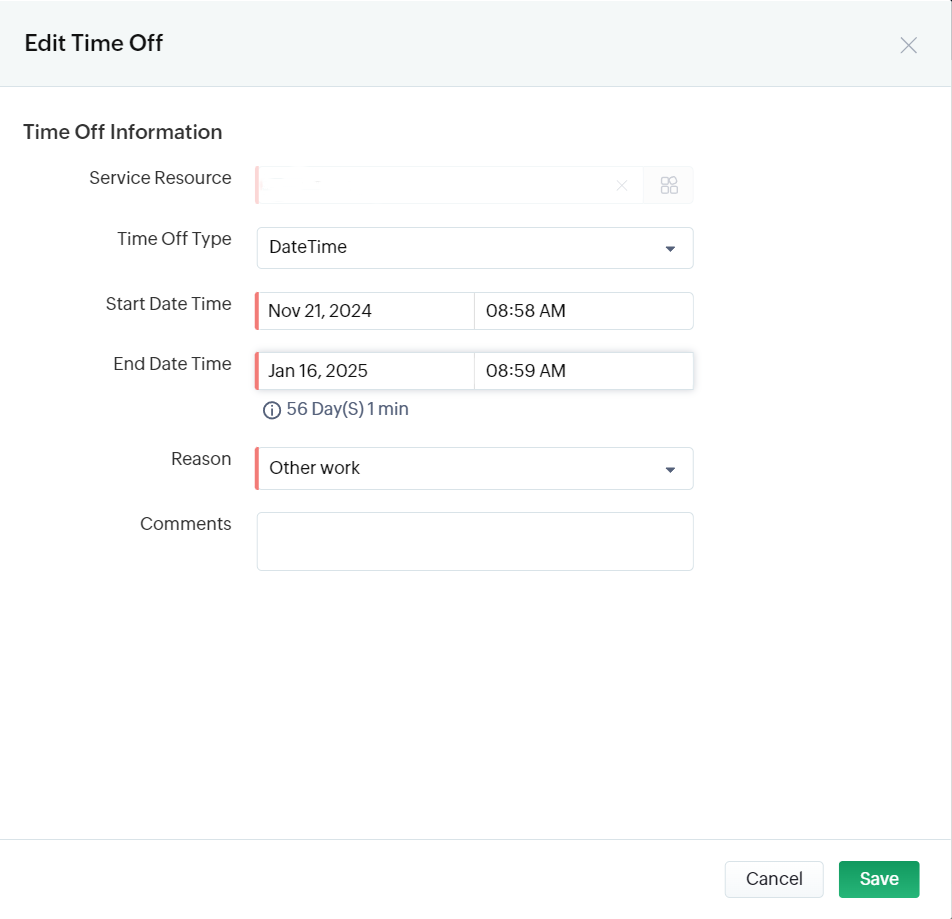 Edit Time Off
Time Off Information
Service Resource
Time Off Type DateTime
Start Date Time Nov 21, 2024 08:58 AM
End Date Time Jan 16, 2025 08:59 AM
56 Day(S) 1 min
Reason Other work
Comments
Cancel Save